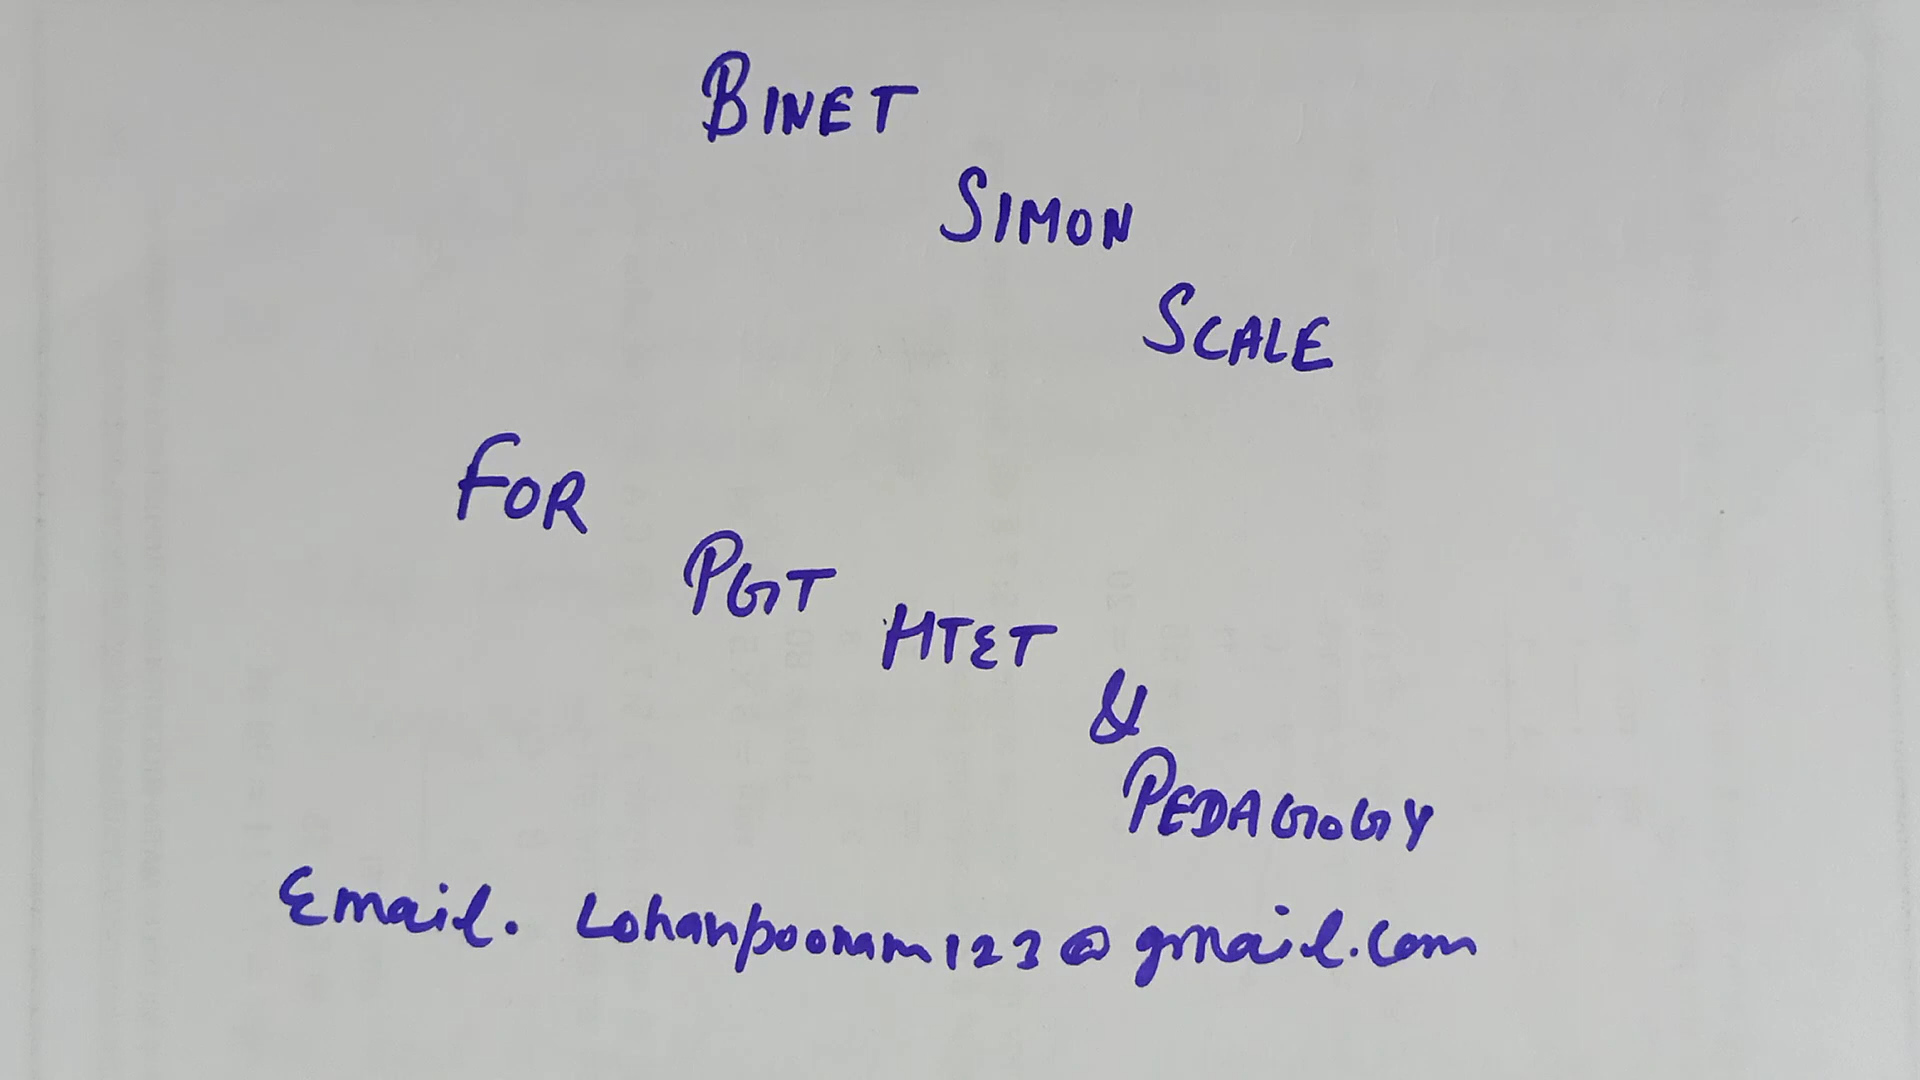 BINET
SIMON
SCALE
FOR
PGT
HTET
&
PEDAGOGY
Email. Lohanpoonam123@gmail.com